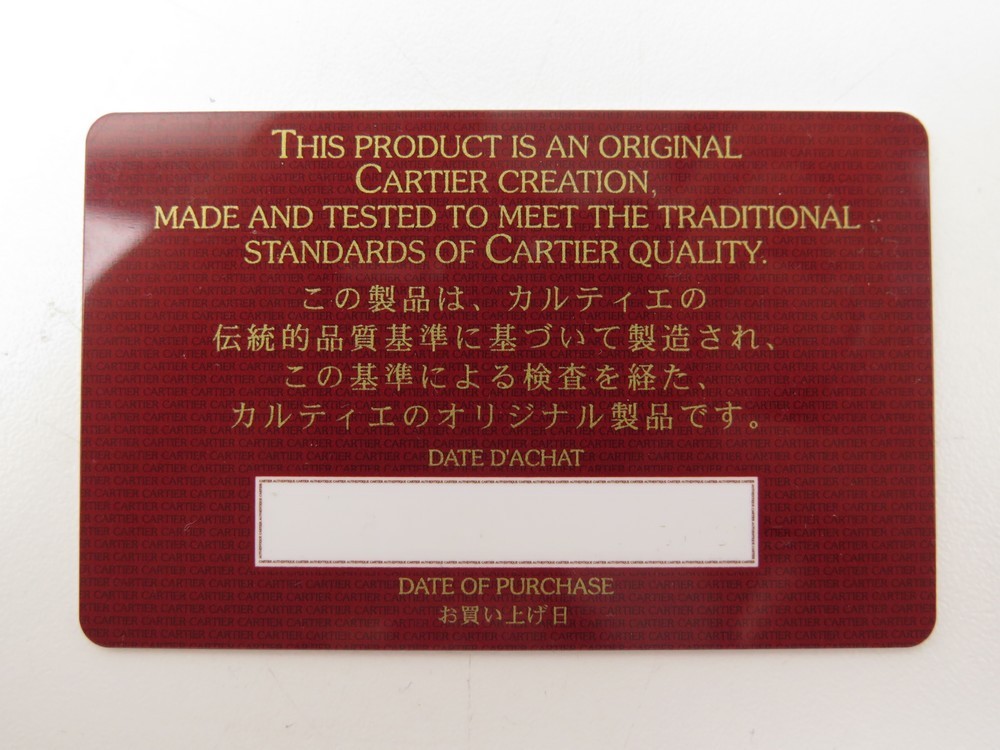 THIS PRODUCT IS AN ORIGINAL
CARTIER CREATION,
MADE AND TESTED TO MEET THE TRADITIONAL
STANDARDS OF CARTIER QUALITY.
この製品は、カルティエの
伝統的品質基準に基づいて製造され、
この基準による検査を経た、
カルティエのオリジナル製品です。
DATE D'ACHAT
DATE OF PURCHASE
お買い上げ日